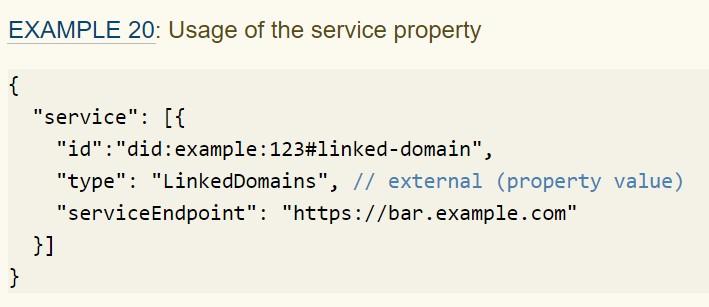 EXAMPLE 20: Usage of the service property
{
  "service": [{
    "id":"did:example:123#linked-domain",
    "type": "LinkedDomains", // external (property value)
    "serviceEndpoint": "https://bar.example.com"
  }]
}